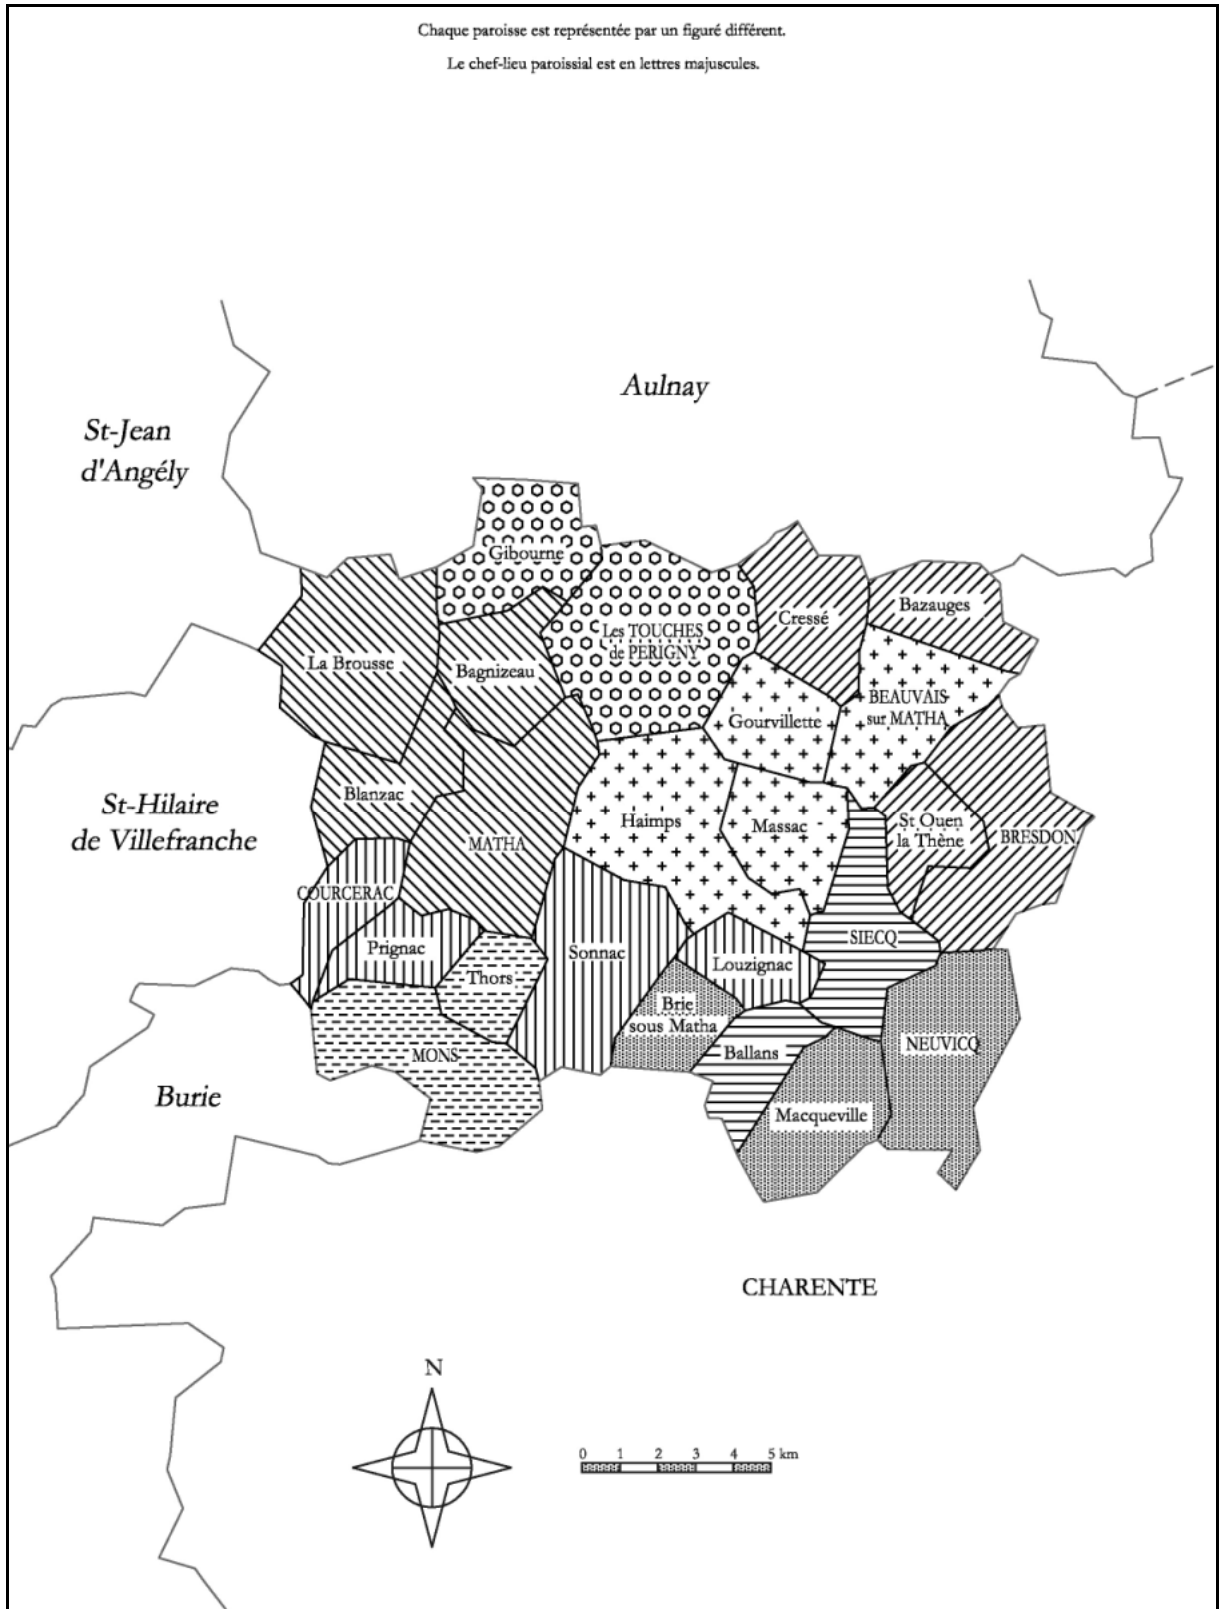 Chaque paroisse est représentée par un figuré différent.
Le chef-lieu paroissial est en lettres majuscules.
Aulnay
St-Jean
d'Angély
Gibourne
Bazauges
Cressé
Les TOUCHES
de PERIGNY
La Brousse
Bagnizeau
BEAUVAIS
sur MATHA
Gourvillette
Blanzac
St-Hilaire
de Villefranche
Haimps
Massac
St Ouen
la Thène
BRESDON
MATHA
COURCERAC
Prignac
Sonnac
SIECQ
Thors
Louzignac
Brie
sous Matha
MONS
Ballans
NEUVICQ
Burie
Macqueville
CHARENTE
N
0 1 2 3 4 5 km